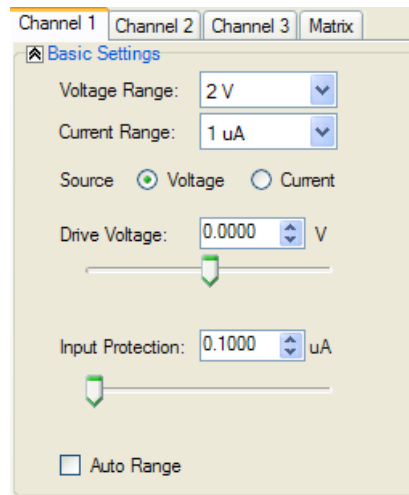 Channel 1 Channel 2 Channel 3 Matrix
Basic Settings
Voltage Range: 2 V
Current Range: 1 uA
Source Voltage Current
Drive Voltage: 0.0000 V
Input Protection: 0.1000 uA
Auto Range